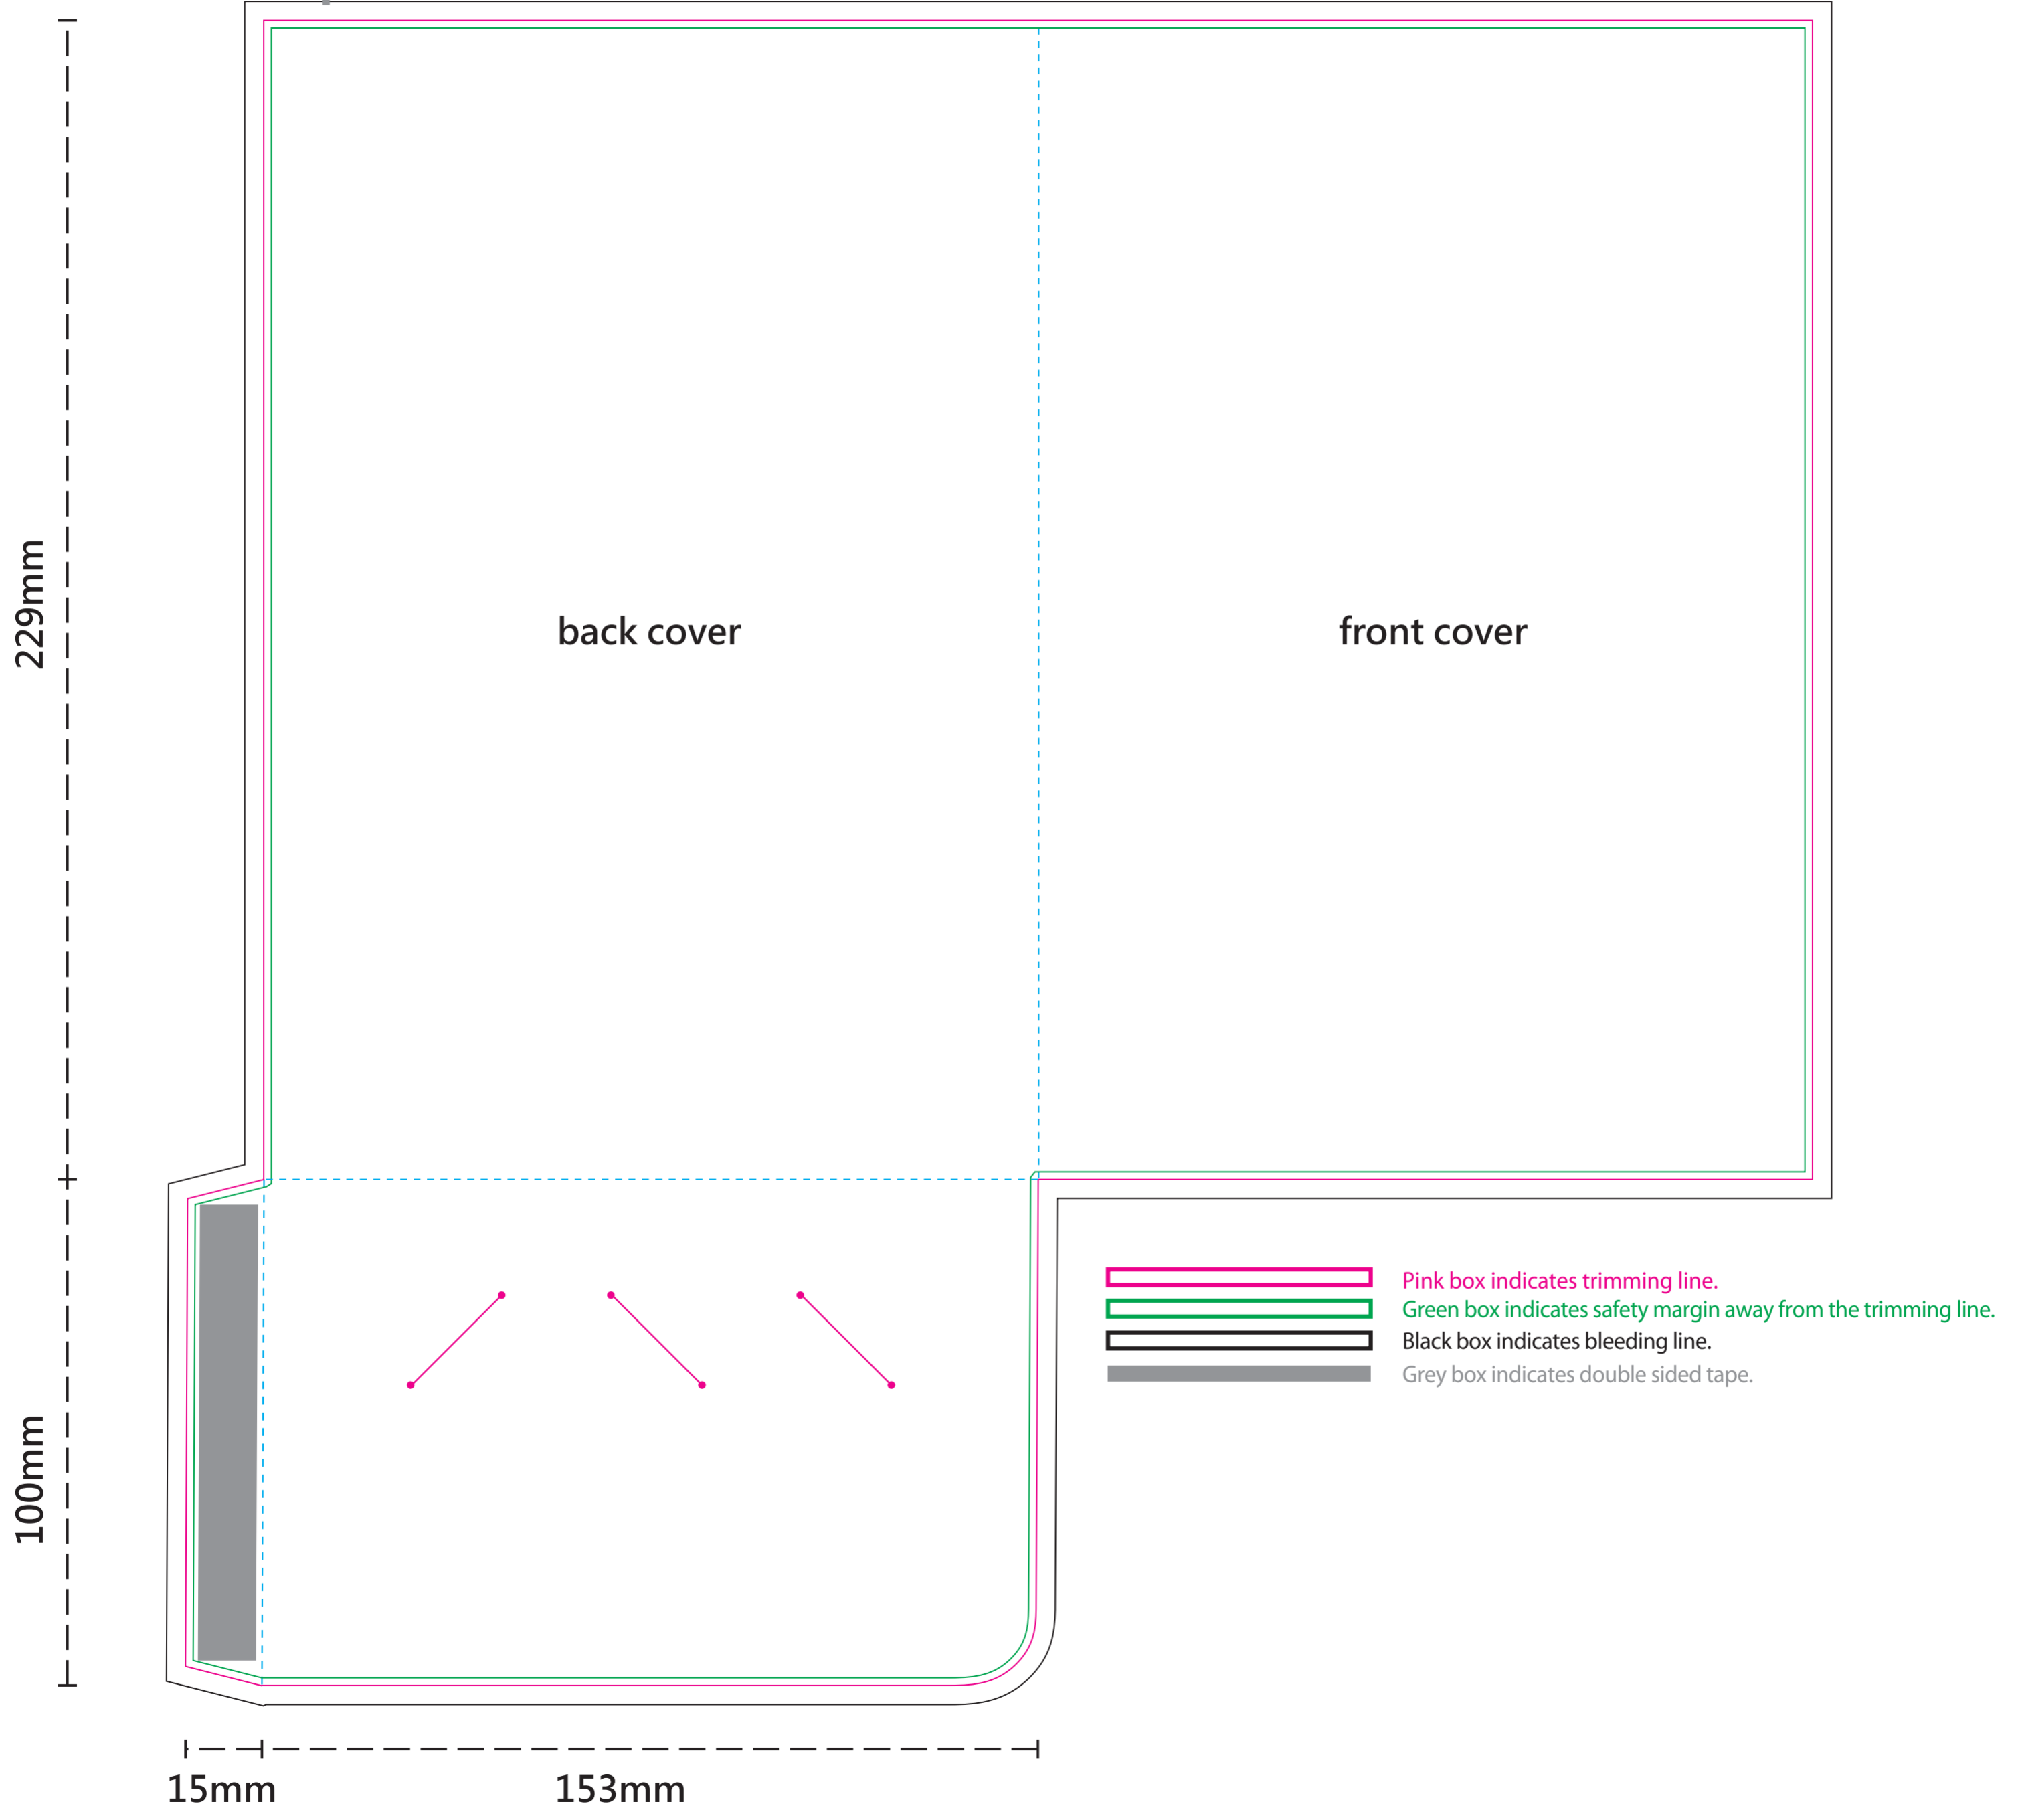 229mm
back cover
front cover
Pink box indicates trimming line.
Green box indicates safety margin away from the trimming line.
Black box indicates bleeding line.
Grey box indicates double sided tape.
100mm
15mm
153mm